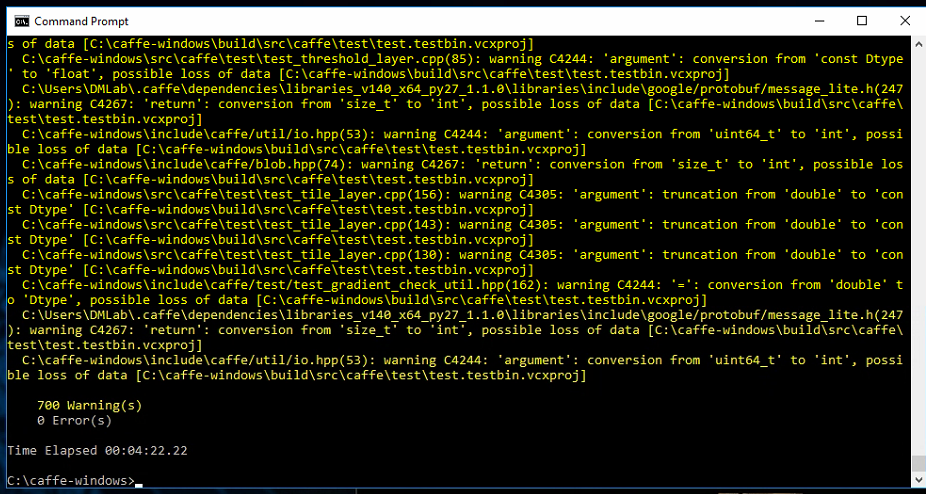 Command Prompt
s of data [C:\caffe-windows\build\src\caffe\test\test.testbin.vcxproj]
  C:\caffe-windows\src\caffe\test\test_threshold_layer.cpp(85): warning C4244: 'argument': conversion from 'const Dtype
' to 'float', possible loss of data [C:\caffe-windows\build\src\caffe\test\test.testbin.vcxproj]
  C:\Users\DMLab\.caffe\dependencies\libraries_v140_x64_py27_1.1.0\libraries\include\google/protobuf/message_lite.h(247
): warning C4267: 'return': conversion from 'size_t' to 'int', possible loss of data [C:\caffe-windows\build\src\caffe\
test\test.testbin.vcxproj]
  C:\caffe-windows\include\caffe/util/io.hpp(53): warning C4244: 'argument': conversion from 'uint64_t' to 'int', possi
ble loss of data [C:\caffe-windows\build\src\caffe\test\test.testbin.vcxproj]
  C:\caffe-windows\include\caffe/blob.hpp(74): warning C4267: 'return': conversion from 'size_t' to 'int', possible los
s of data [C:\caffe-windows\build\src\caffe\test\test.testbin.vcxproj]
  C:\caffe-windows\src\caffe\test\test_tile_layer.cpp(156): warning C4305: 'argument': truncation from 'double' to 'con
st Dtype' [C:\caffe-windows\build\src\caffe\test\test.testbin.vcxproj]
  C:\caffe-windows\src\caffe\test\test_tile_layer.cpp(143): warning C4305: 'argument': truncation from 'double' to 'con
st Dtype' [C:\caffe-windows\build\src\caffe\test\test.testbin.vcxproj]
  C:\caffe-windows\src\caffe\test\test_tile_layer.cpp(130): warning C4305: 'argument': truncation from 'double' to 'con
st Dtype' [C:\caffe-windows\build\src\caffe\test\test.testbin.vcxproj]
  C:\caffe-windows\include\caffe/test/test_gradient_check_util.hpp(162): warning C4244: '=': conversion from 'double' t
o 'Dtype', possible loss of data [C:\caffe-windows\build\src\caffe\test\test.testbin.vcxproj]
  C:\Users\DMLab\.caffe\dependencies\libraries_v140_x64_py27_1.1.0\libraries\include\google/protobuf/message_lite.h(247
): warning C4267: 'return': conversion from 'size_t' to 'int', possible loss of data [C:\caffe-windows\build\src\caffe\
test\test.testbin.vcxproj]
  C:\caffe-windows\include\caffe/util/io.hpp(53): warning C4244: 'argument': conversion from 'uint64_t' to 'int', possi
ble loss of data [C:\caffe-windows\build\src\caffe\test\test.testbin.vcxproj]
    700 Warning(s)
    0 Error(s)
Time Elapsed 00:04:22.22
C:\caffe-windows>